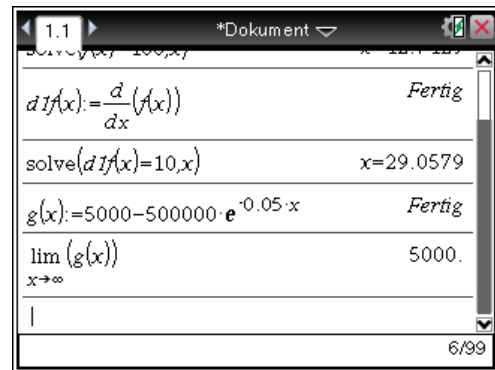 1.1 *Dokument
d1f(x):=d/dx(f(x)) Fertig
solve(d1f(x)=10,x) x=29.0579
g(x):=5000−500000·e^-0.05·x Fertig
lim x→∞ (g(x)) 5000.
6/99